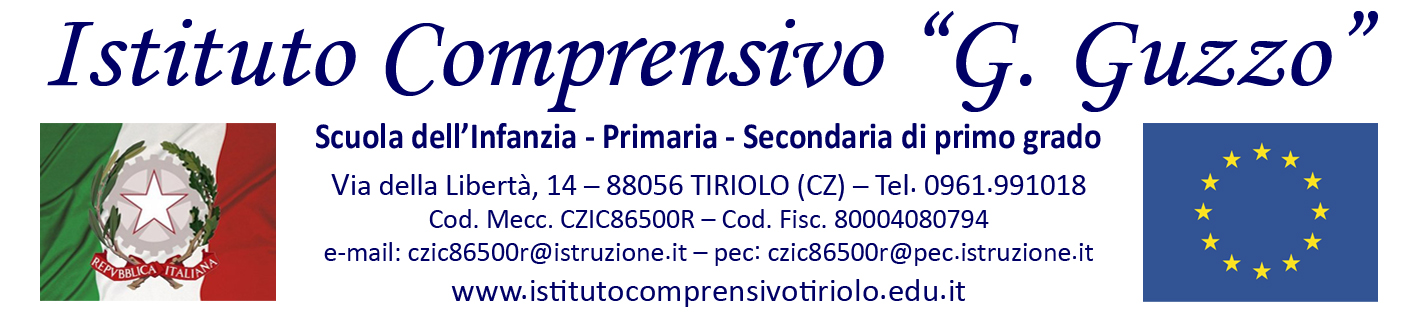 Istituto Comprensivo “G. Guzzo”
Scuola dell’Infanzia - Primaria - Secondaria di primo grado
Via della Libertà, 14 – 88056 TIRIOLO (CZ) – Tel. 0961.991018
Cod. Mecc. CZIC86500R – Cod. Fisc. 80004080794
e-mail: czic86500r@istruzione.it – pec: czic86500r@pec.istruzione.it
www.istitutocomprensivotiriolo.edu.it
REPVBBLICA ITALIANA